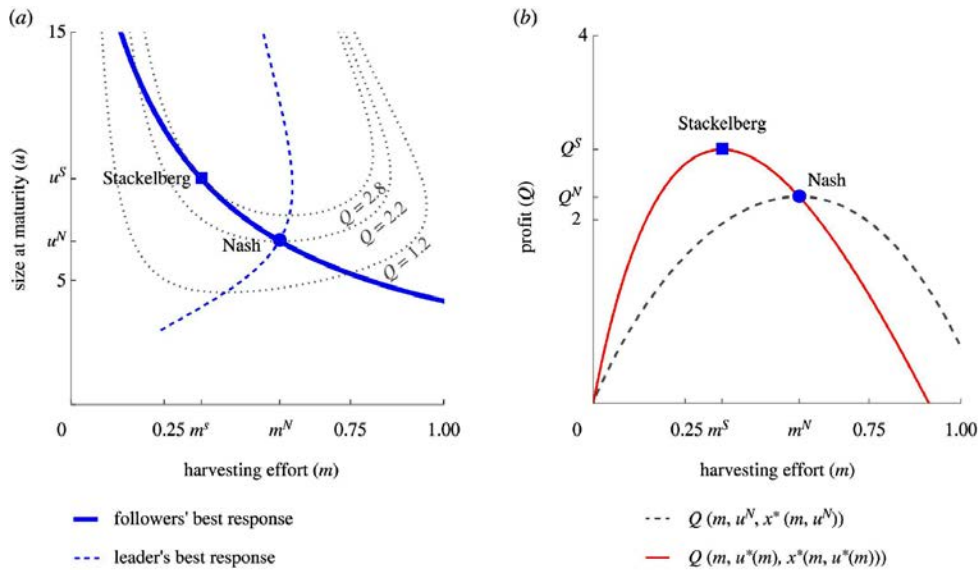 (a)
15
u^S
u^N
5
size at maturity (u)
Stackelberg
Nash
Q = 2.8
Q = 2.2
Q = 1.2
0
0.25 m^s
m^N
0.75
1.00
harvesting effort (m)
followers' best response
leader's best response
(b)
4
Q^S
Q^N
2
profit (Q)
Stackelberg
Nash
0
0.25 m^S
m^N
0.75
1.00
harvesting effort (m)
Q (m, u^N, x* (m, u^N))
Q (m, u*(m), x*(m, u*(m)))